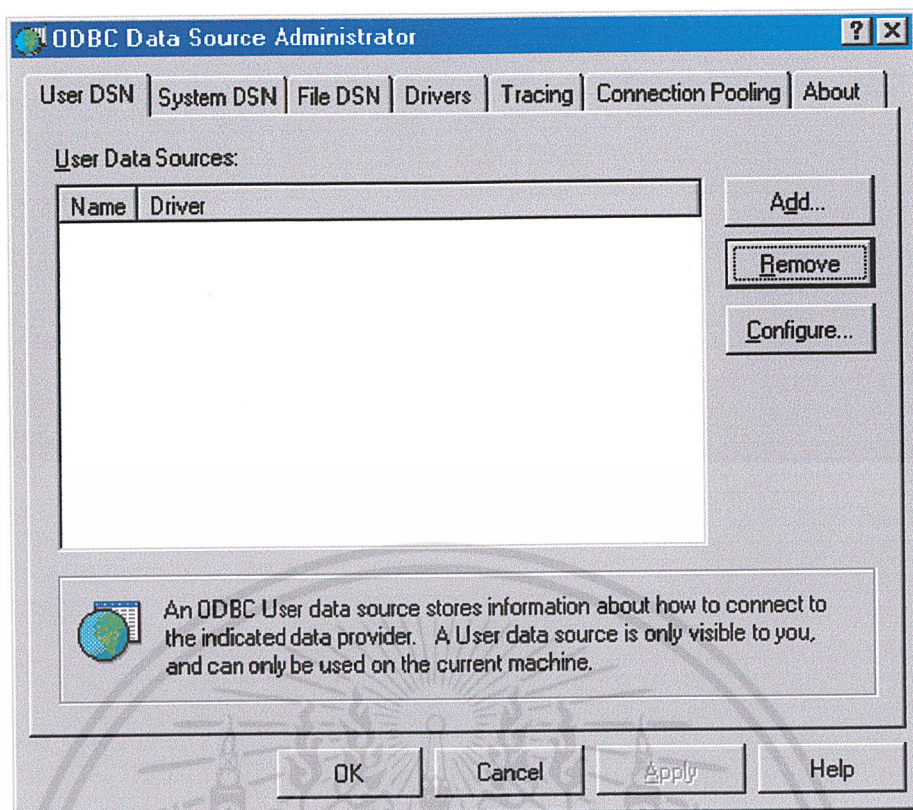 ODBC Data Source Administrator
User DSN System DSN File DSN Drivers Tracing Connection Pooling About
User Data Sources:
Name Driver
Add...
Remove
Configure...
An ODBC User data source stores information about how to connect to
the indicated data provider. A User data source is only visible to you,
and can only be used on the current machine.
OK Cancel Apply Help